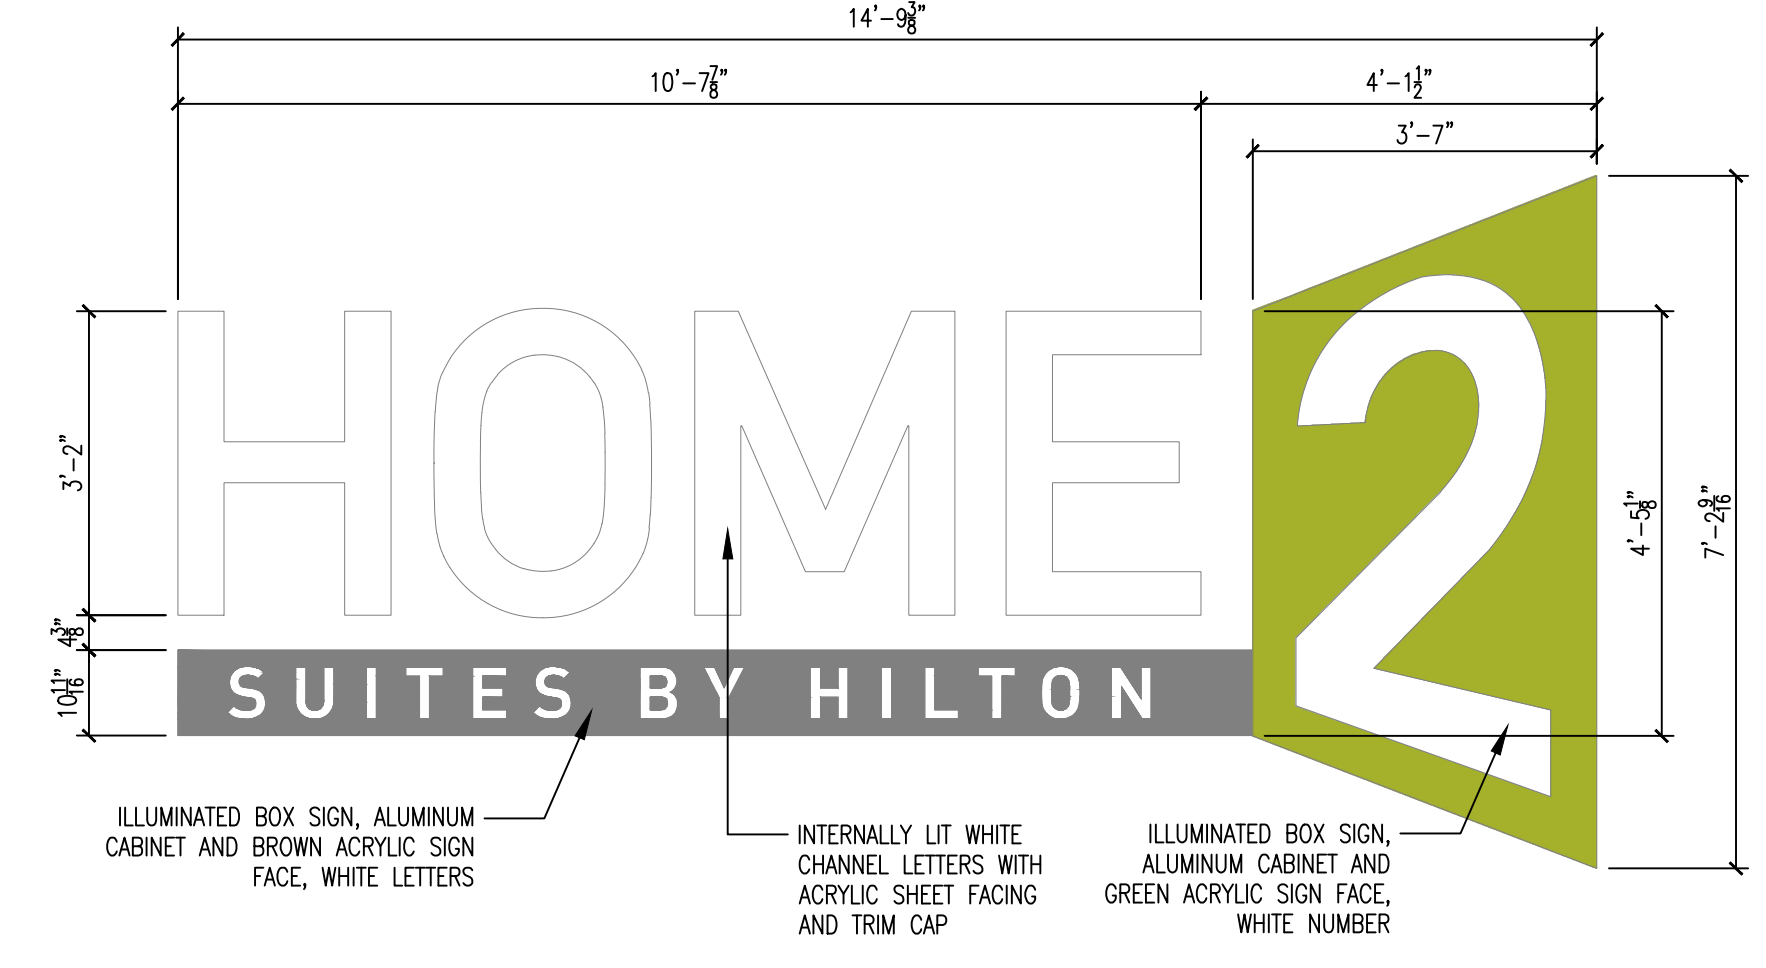 14'-9 3/8"
10'-7 7/8"
4'-1 1/2"
3'-7"
HOME2
3'-2"
4 3/8"
10 11/16"
4'-5 1/8"
7'-2 9/16"
SUITES BY HILTON
ILLUMINATED BOX SIGN, ALUMINUM
CABINET AND BROWN ACRYLIC SIGN
FACE, WHITE LETTERS
INTERNALLY LIT WHITE
CHANNEL LETTERS WITH
ACRYLIC SHEET FACING
AND TRIM CAP
ILLUMINATED BOX SIGN,
ALUMINUM CABINET AND
GREEN ACRYLIC SIGN FACE,
WHITE NUMBER